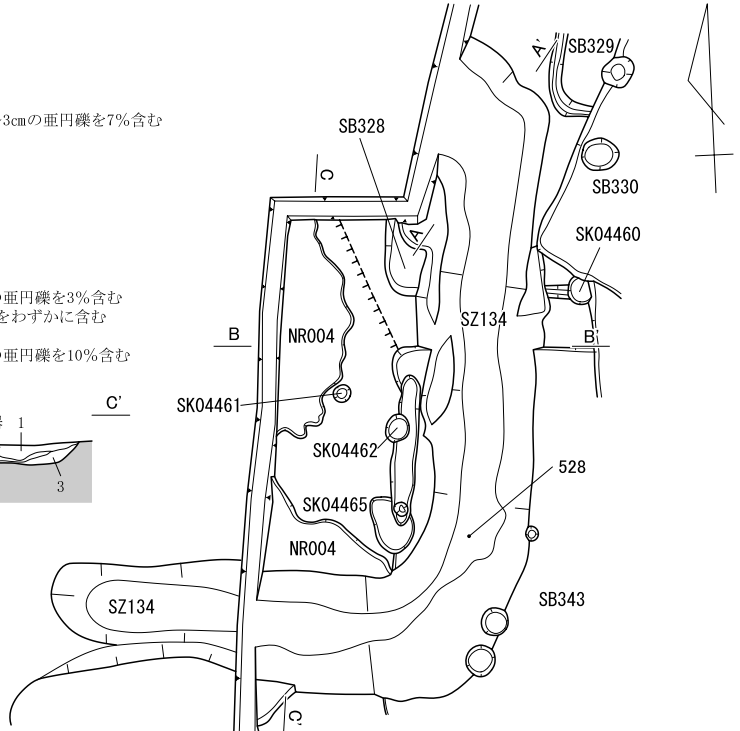 3cmの亜円礫を7％含む
亜円礫を3％含む
をわずかに含む
亜円礫を10％含む
C'
1
3
A'
SB329
SB328
C
SB330
SK04460
A
SZ134
B
NR004
B'
SK04461
SK04462
528
SK04465
NR004
SZ134
SB343
C'